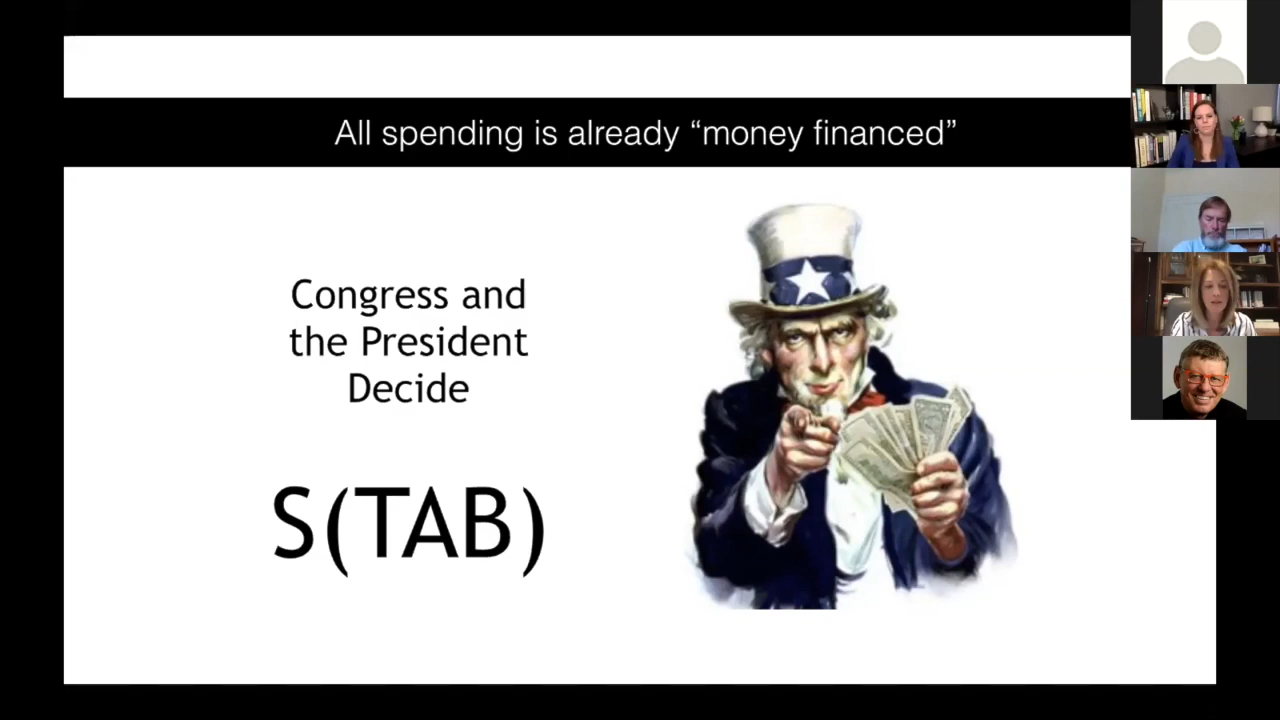 All spending is already “money financed”
Congress and
the President
Decide
S(TAB)